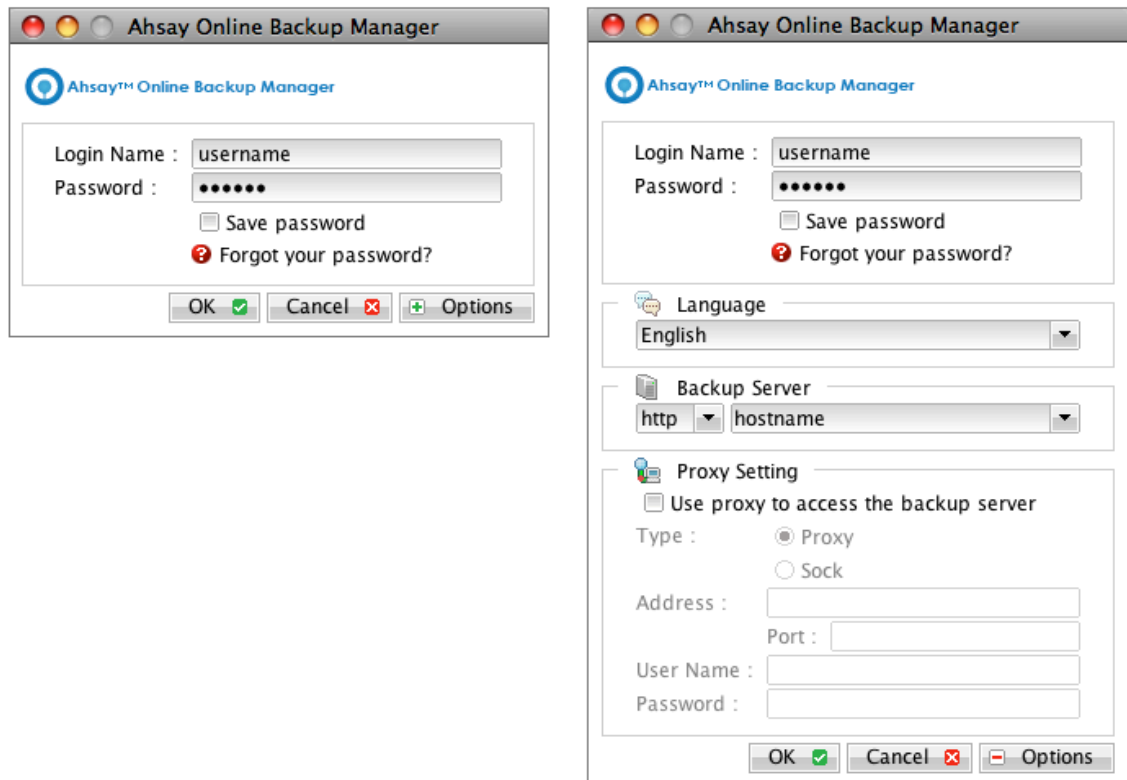 Ahsay Online Backup Manager
Ahsay™ Online Backup Manager
Login Name : username
Password : ••••••
Save password
Forgot your password?
OK Cancel Options
Ahsay Online Backup Manager
Ahsay™ Online Backup Manager
Login Name : username
Password : ••••••
Save password
Forgot your password?
Language
English
Backup Server
http hostname
Proxy Setting
Use proxy to access the backup server
Type : Proxy
Sock
Address :
Port :
User Name :
Password :
OK Cancel Options